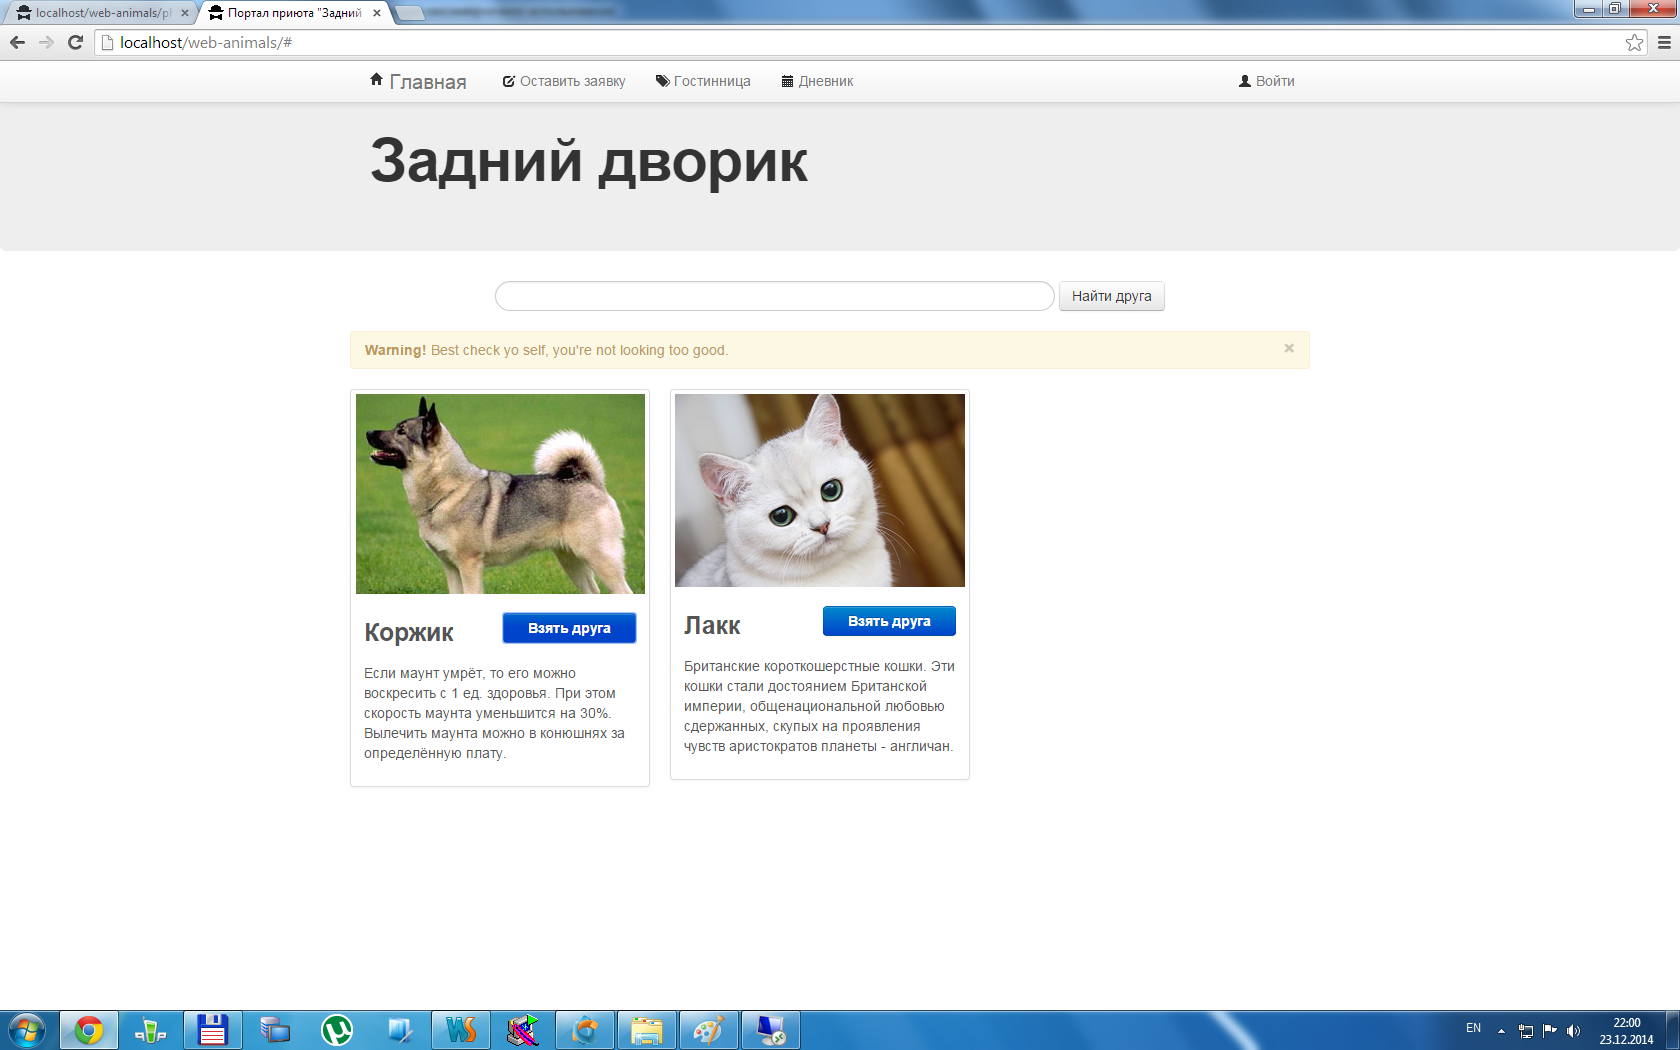 localhost/web-animals/pl
Портал приюта "Задний
localhost/web-animals/#
Главная
Оставить заявку
Гостинница
Дневник
Войти
Задний дворик
Найти друга
Warning! Best check yo self, you're not looking too good.
Коржик
Взять друга
Если маунт умрёт, то его можно
воскресить с 1 ед. здоровья. При этом
скорость маунта уменьшится на 30%.
Вылечить маунта можно в конюшнях за
определённую плату.
Лакк
Взять друга
Британские короткошерстные кошки. Эти
кошки стали достоянием Британской
империи, общенациональной любовью
сдержанных, скупых на проявления
чувств аристократов планеты - англичан.
EN
22:00
23.12.2014